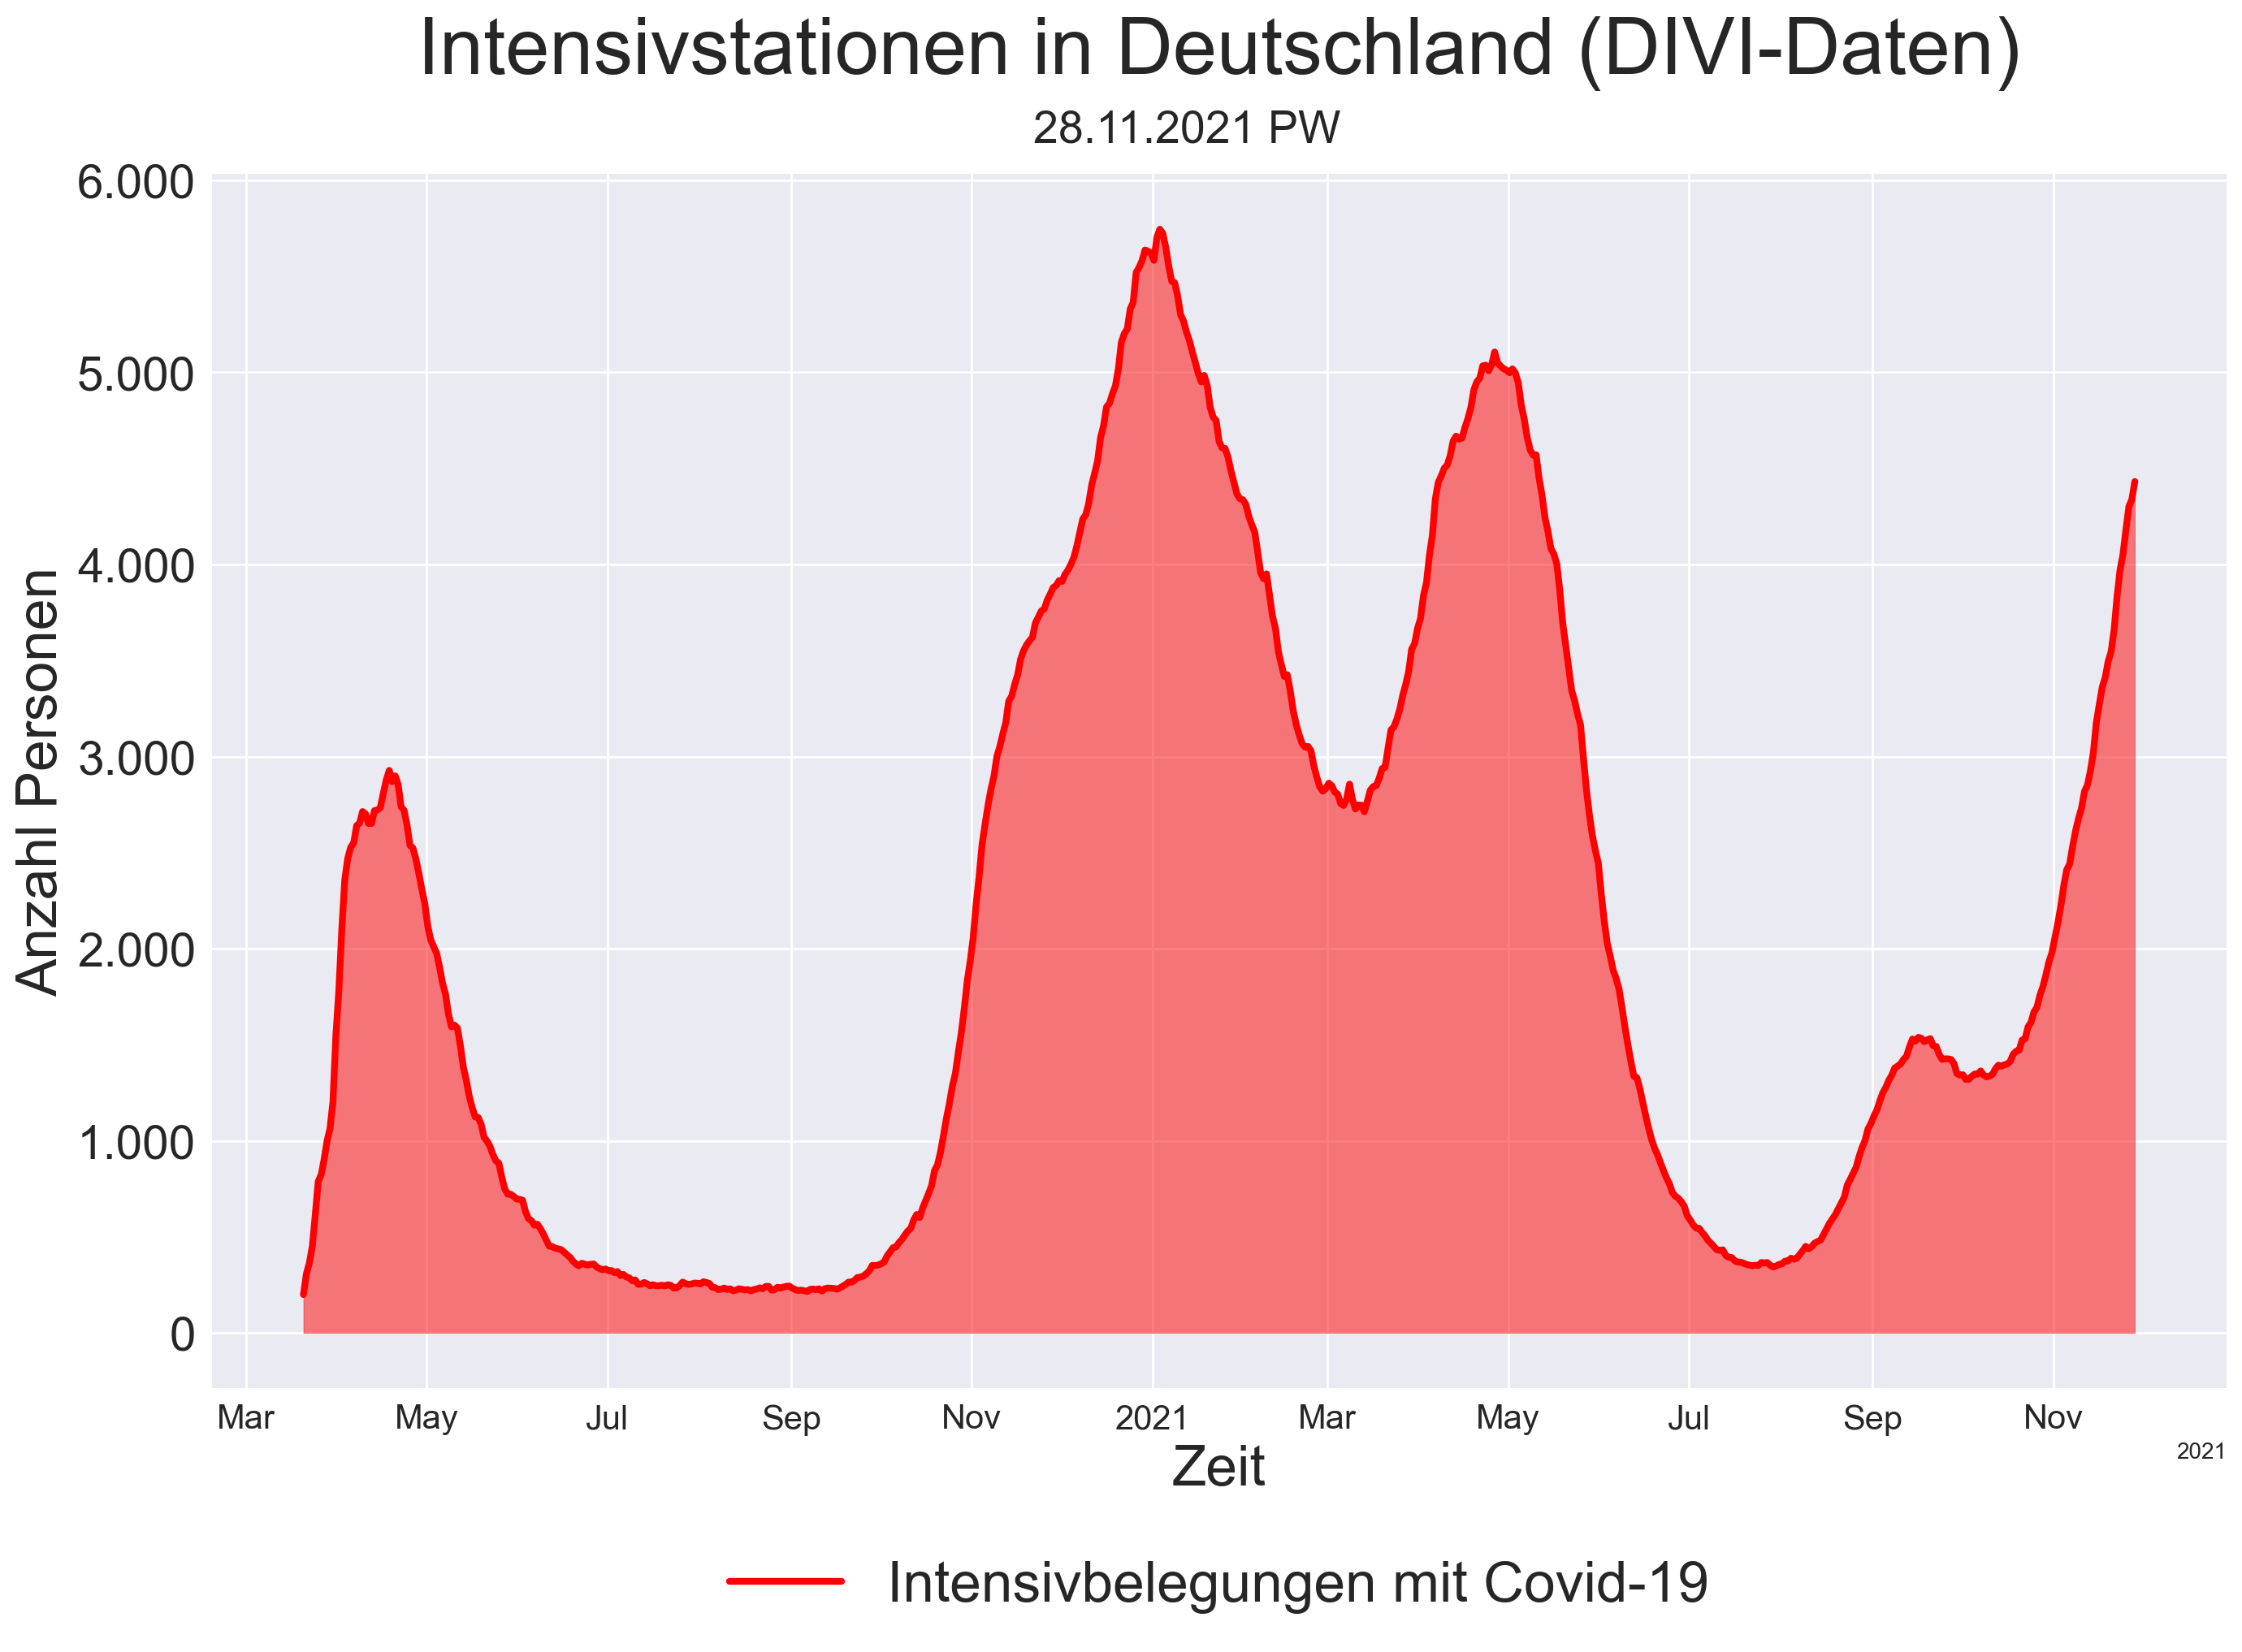 Intensivstationen in Deutschland (DIVI-Daten)
28.11.2021 PW
Anzahl Personen
6.000
5.000
4.000
3.000
2.000
1.000
0
Mar May Jul Sep Nov 2021 Mar May Jul Sep Nov
2021
Zeit
Intensivbelegungen mit Covid-19